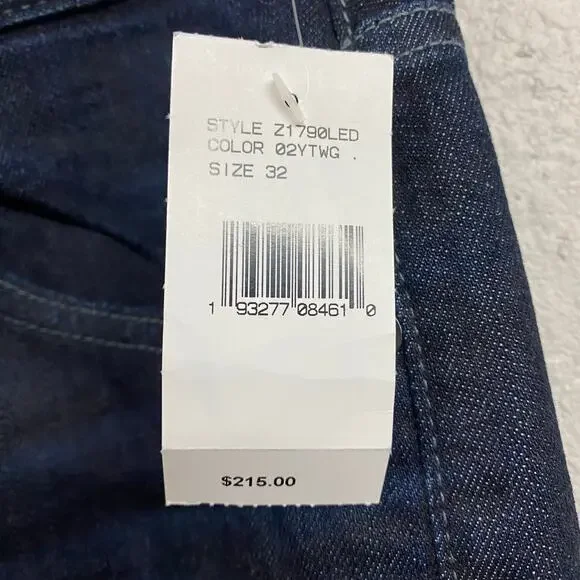 STYLE Z1790LED
COLOR 02YTWG .
SIZE 32
1 93277 08461 0
$215.00